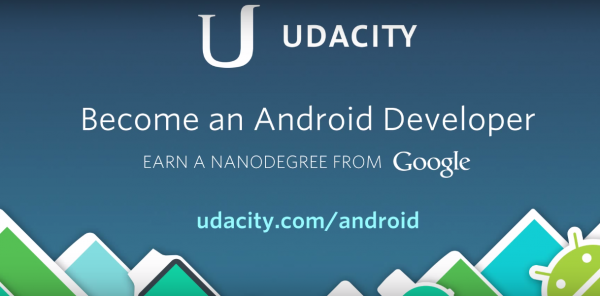 U UDACITY
Become an Android Developer
EARN A NANODEGREE FROM Google
udacity.com/android